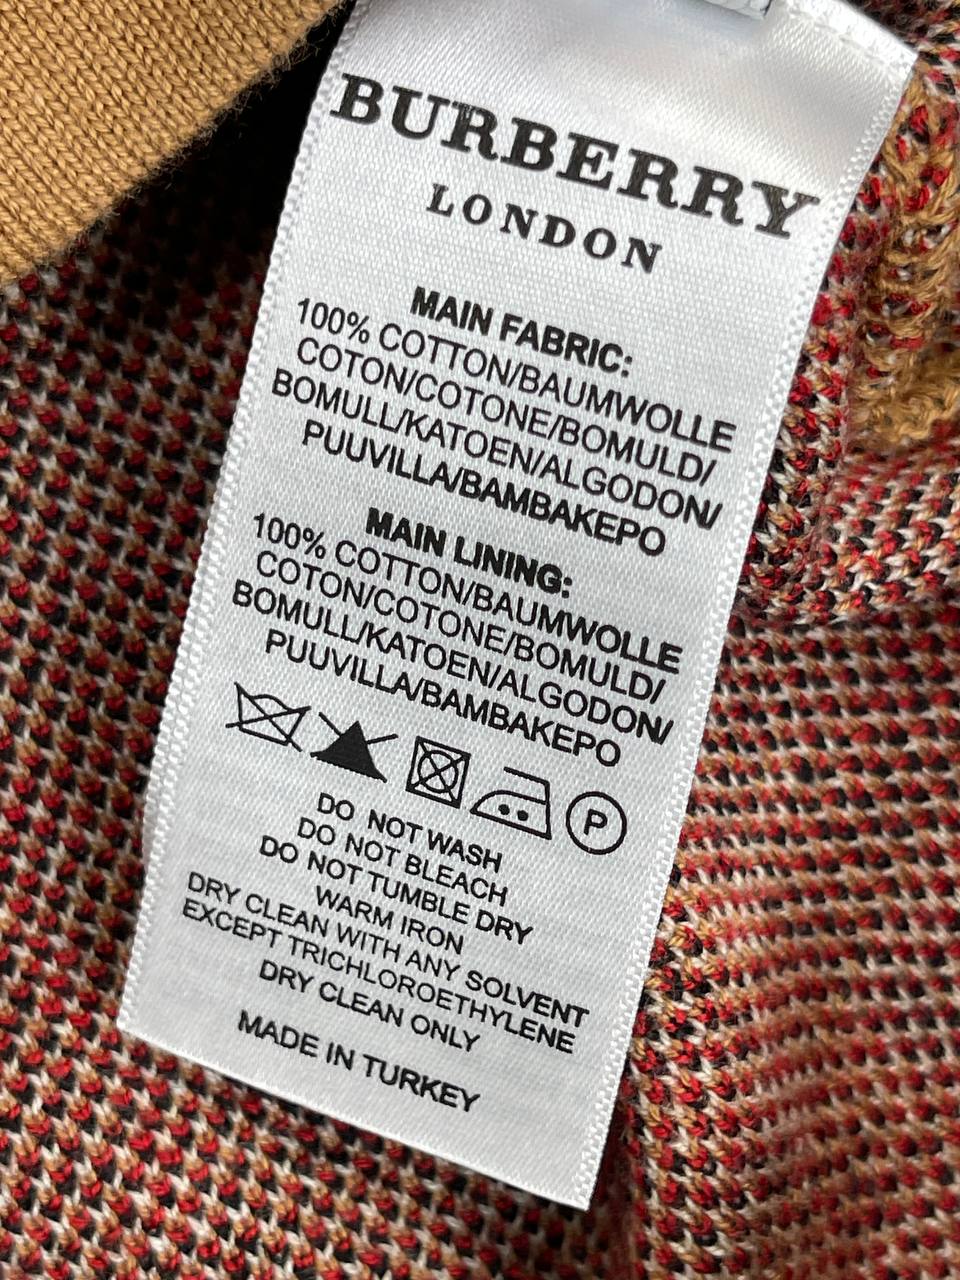 BURBERRY
LONDON
MAIN FABRIC:
100% COTTON/BAUMWOLLE
COTON/COTONE/BOMULD/
BOMULL/KATOEN/ALGODON/
PUUVILLA/BAMBAKEPO
MAIN LINING:
100% COTTON/BAUMWOLLE
COTON/COTONE/BOMULD/
BOMULL/KATOEN/ALGODON/
PUUVILLA/BAMBAKEPO
P
DO NOT WASH
DO NOT BLEACH
DO NOT TUMBLE DRY
WARM IRON
DRY CLEAN WITH ANY SOLVENT
EXCEPT TRICHLOROETHYLENE
DRY CLEAN ONLY
MADE IN TURKEY